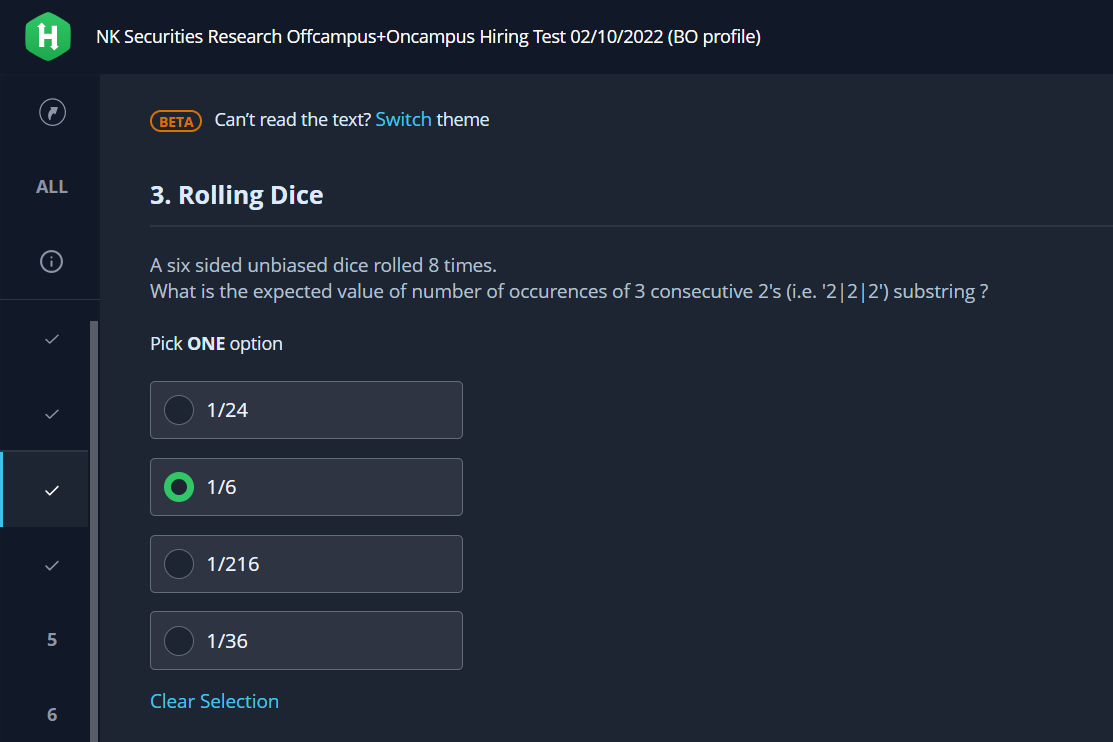 H
NK Securities Research Offcampus+Oncampus Hiring Test 02/10/2022 (BO profile)
BETA Can’t read the text? Switch theme
ALL
3. Rolling Dice
A six sided unbiased dice rolled 8 times.
What is the expected value of number of occurences of 3 consecutive 2's (i.e. '2|2|2') substring ?
Pick ONE option
1/24
1/6
1/216
1/36
5
Clear Selection
6